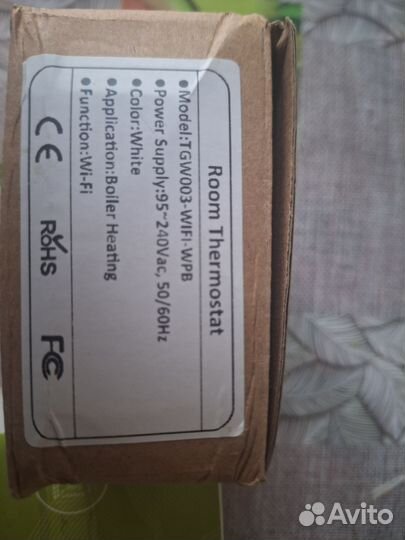 Room Thermostat
●Model:TGW003-WIFI-WPB
●Power Supply:95~240Vac, 50/60Hz
●Color:White
●Application:Boiler Heating
●Function:Wi-Fi
CE RoHS FC
Avito